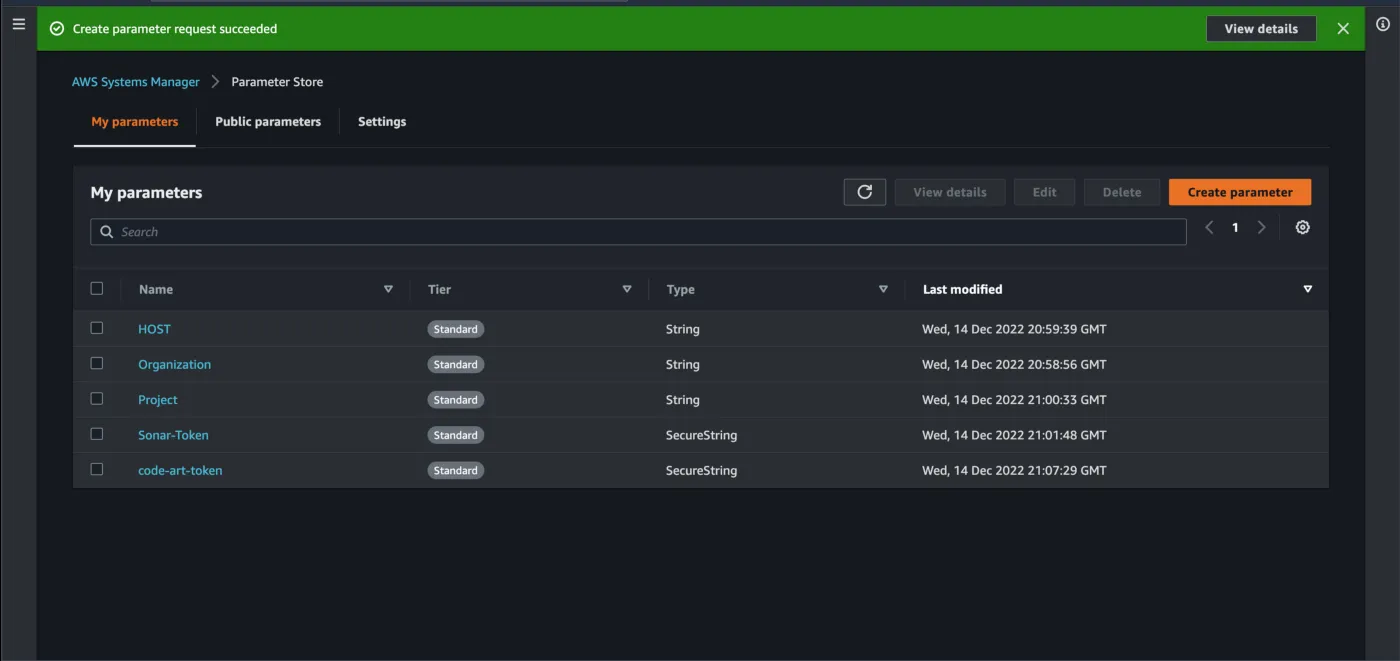 Create parameter request succeeded View details
AWS Systems Manager Parameter Store
My parameters Public parameters Settings
My parameters View details Edit Delete Create parameter
Search 1
Name Tier Type Last modified
HOST Standard String Wed, 14 Dec 2022 20:59:39 GMT
Organization Standard String Wed, 14 Dec 2022 20:58:56 GMT
Project Standard String Wed, 14 Dec 2022 21:00:33 GMT
Sonar-Token Standard SecureString Wed, 14 Dec 2022 21:01:48 GMT
code-art-token Standard SecureString Wed, 14 Dec 2022 21:07:29 GMT